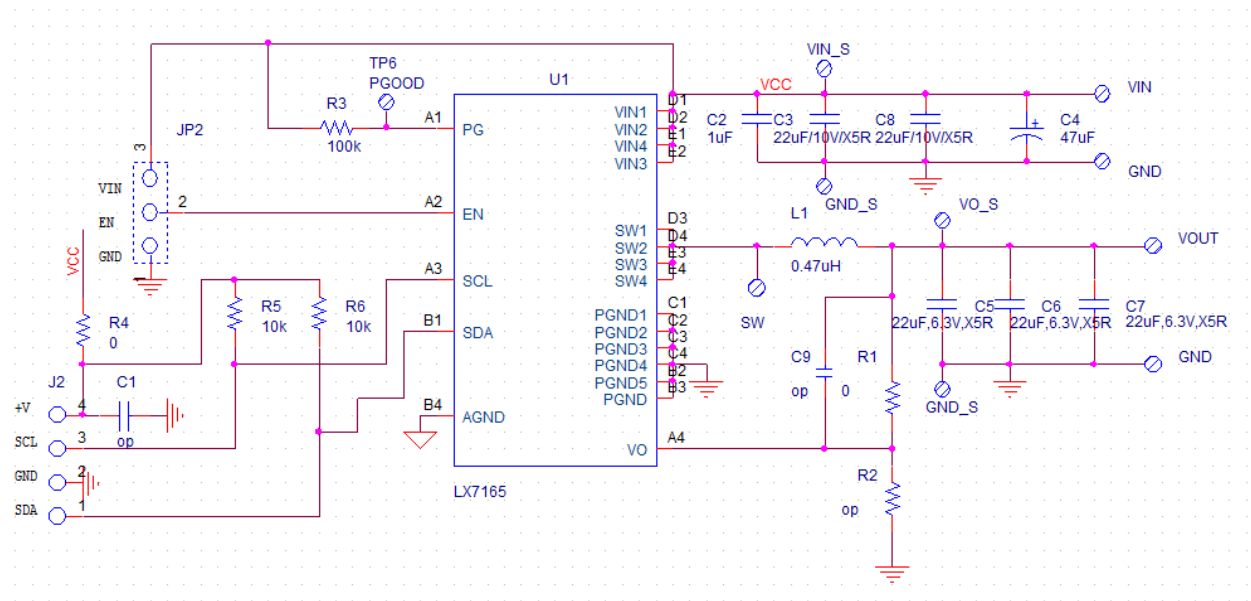 VIN_S
TP6
PGOOD
U1
VCC
VIN
R3
100k
A1
PG
JP2
3
VIN
EN
GND
2
1
A2
EN
VIN1
VIN2
VIN4
VIN3
D1
D2
E1
E2
C2
1uF
C3
22uF/10V/X5R
C8
22uF/10V/X5R
C4
47uF
+
GND
GND_S
VCC
R4
0
R5
10k
R6
10k
A3
SCL
B1
SDA
B4
AGND
SW1
SW2
SW3
SW4
D3
D4
E3
E4
L1
0.47uH
SW
VO_S
VOUT
PGND1
PGND2
PGND3
PGND4
PGND5
PGND
C1
C2
C3
C4
B2
B3
C5
22uF,6.3V,X5R
C6
22uF,6.3V,X5R
C7
22uF,6.3V,X5R
GND
GND_S
C9
op
R1
0
VO
A4
R2
op
LX7165
J2
C1
op
+V
4
SCL
3
GND
2
SDA
1